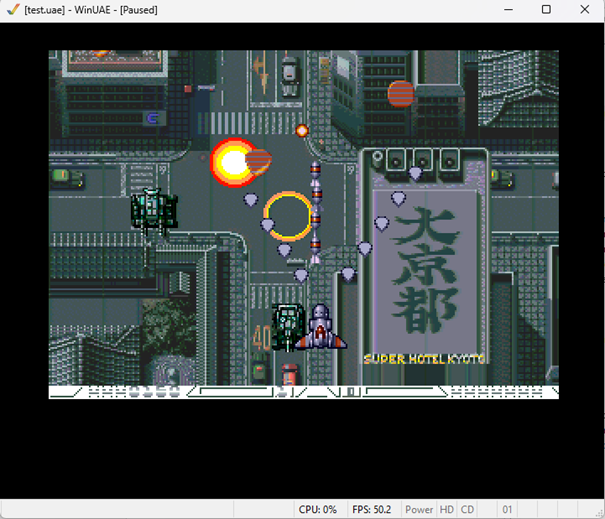 [test.uae] - WinUAE - [Paused]
40
大京都
SUPER HOTEL KYOTO
CPU: 0%
FPS: 50.2
Power
HD
CD
01